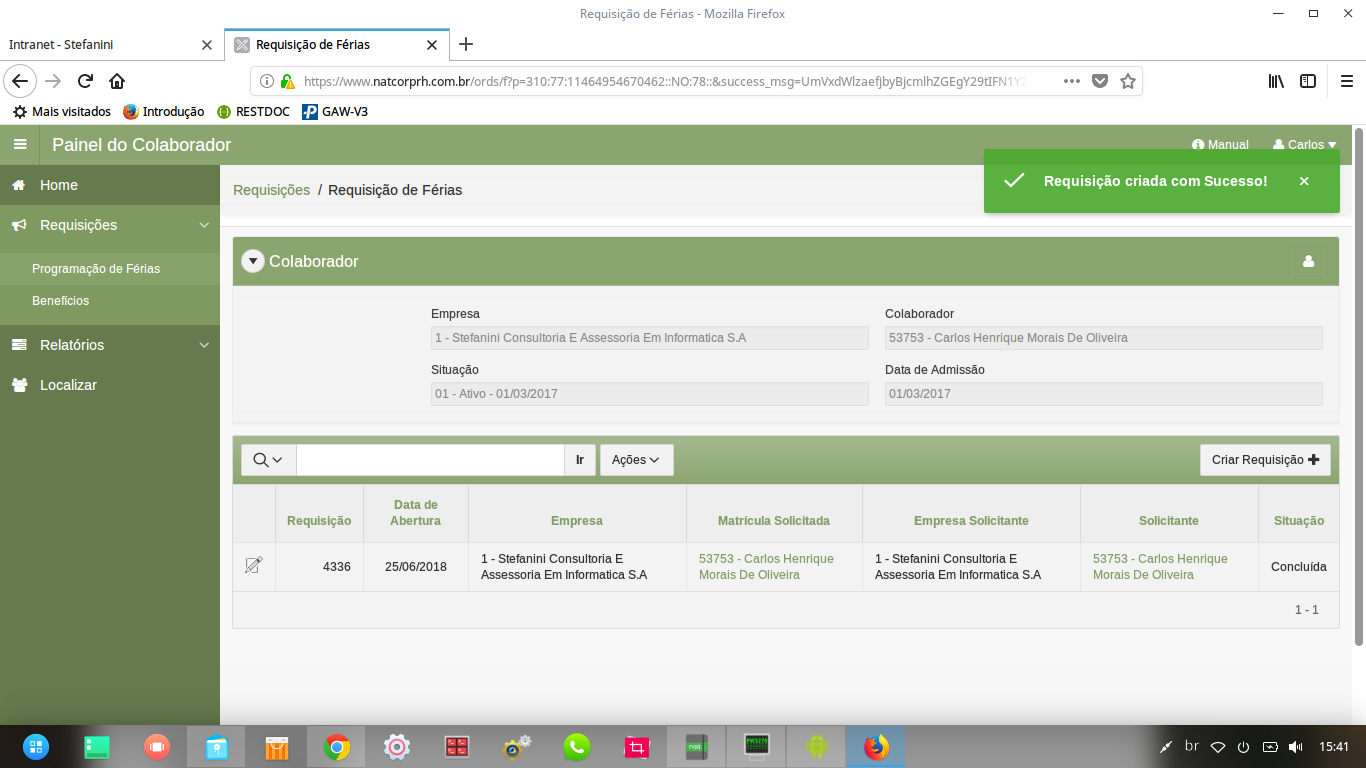 Requisição de Férias - Mozilla Firefox
Intranet - Stefanini
Requisição de Férias
https://www.natcorprh.com.br/ords/f?p=310:77:11464954670462::NO:78::&success_msg=UmVxdWlzaefjbyBjcmlhZGEgY29tIFN1Y2
Mais visitados
Introdução
RESTDOC
GAW-V3
Painel do Colaborador
Manual
Carlos
Requisição criada com Sucesso!
Home
Requisições
Programação de Férias
Benefícios
Relatórios
Localizar
Requisições / Requisição de Férias
Colaborador
Empresa
1 - Stefanini Consultoria E Assessoria Em Informatica S.A
Colaborador
53753 - Carlos Henrique Morais De Oliveira
Situação
01 - Ativo - 01/03/2017
Data de Admissão
01/03/2017
Ir
Ações
Criar Requisição
Requisição
Data de
Abertura
Empresa
Matrícula Solicitada
Empresa Solicitante
Solicitante
Situação
4336
25/06/2018
1 - Stefanini Consultoria E
Assessoria Em Informatica S.A
53753 - Carlos Henrique
Morais De Oliveira
1 - Stefanini Consultoria E
Assessoria Em Informatica S.A
53753 - Carlos Henrique
Morais De Oliveira
Concluída
1 - 1
br
15:41